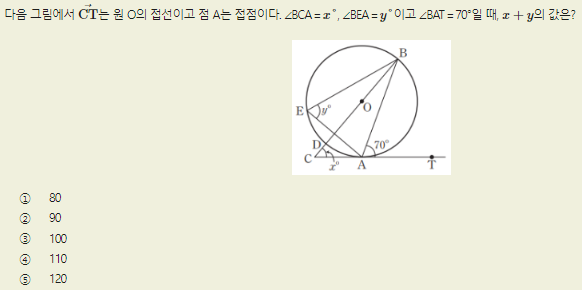 다음 그림에서 CT는 원 O의 접선이고 점 A는 접점이다. ∠BCA=x°, ∠BEA=y°이고 ∠BAT=70°일 때, x+y의 값은?
B
E y° O
D 70°
C x° A T
① 80
② 90
③ 100
④ 110
⑤ 120